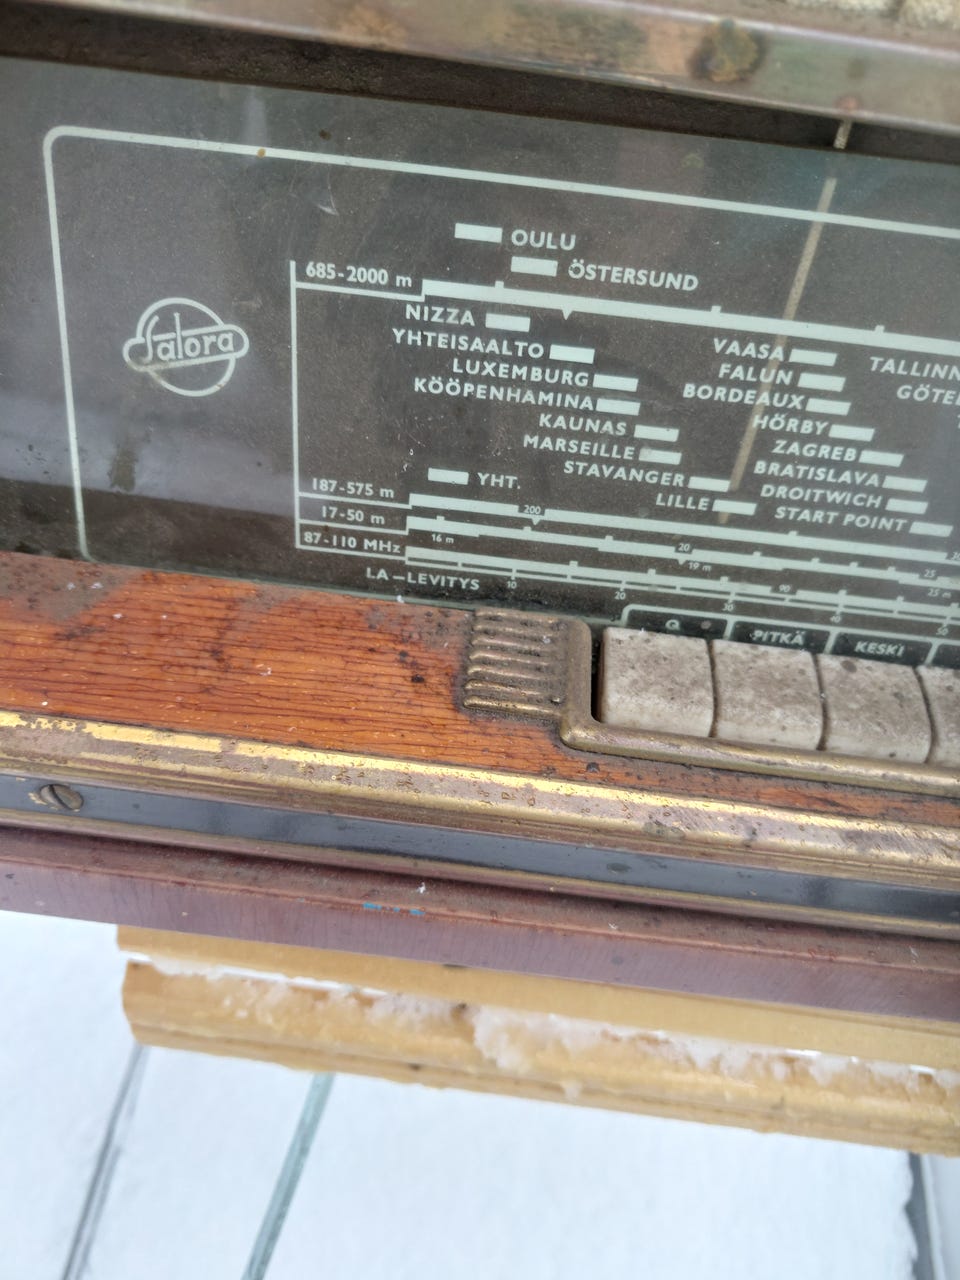 Salora
OULU
ÖSTERSUND
685-2000 m
NIZZA
YHTEISAALTO
LUXEMBURG
KÖÖPENHAMINA
KAUNAS
MARSEILLE
STAVANGER
LILLE
VAASA
FALUN
BORDEAUX
HÖRBY
ZAGREB
BRATISLAVA
DROITWICH
START POINT
TALLINN
GÖTE
YHT.
187-575 m
200
17-50 m
16 m
20
19 m
25
25 m
87-110 MHz
90
LA-LEVITYS
10
20
30
40
50
PITKÄ
KESKI